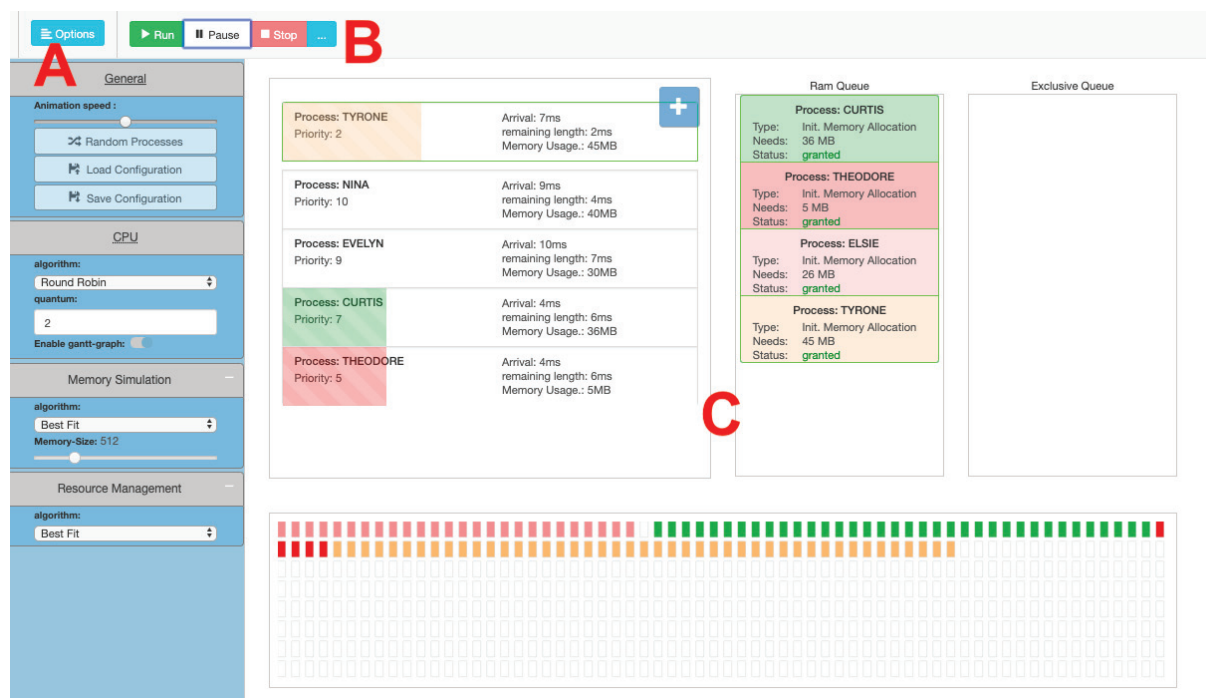 Options
Run
Pause
Stop
...
A
B
General
Animation speed :
Random Processes
Load Configuration
Save Configuration
CPU
algorithm:
Round Robin
quantum:
2
Enable gantt-graph:
Memory Simulation
algorithm:
Best Fit
Memory-Size: 512
Resource Management
algorithm:
Best Fit
+
Process: TYRONE
Priority: 2
Arrival: 7ms
remaining length: 2ms
Memory Usage.: 45MB
Process: NINA
Priority: 10
Arrival: 9ms
remaining length: 4ms
Memory Usage.: 40MB
Process: EVELYN
Priority: 9
Arrival: 10ms
remaining length: 7ms
Memory Usage.: 30MB
Process: CURTIS
Priority: 7
Arrival: 4ms
remaining length: 6ms
Memory Usage.: 36MB
Process: THEODORE
Priority: 5
Arrival: 4ms
remaining length: 6ms
Memory Usage.: 5MB
C
Ram Queue
Process: CURTIS
Type: Init. Memory Allocation
Needs: 36 MB
Status: granted
Process: THEODORE
Type: Init. Memory Allocation
Needs: 5 MB
Status: granted
Process: ELSIE
Type: Init. Memory Allocation
Needs: 26 MB
Status: granted
Process: TYRONE
Type: Init. Memory Allocation
Needs: 45 MB
Status: granted
Exclusive Queue